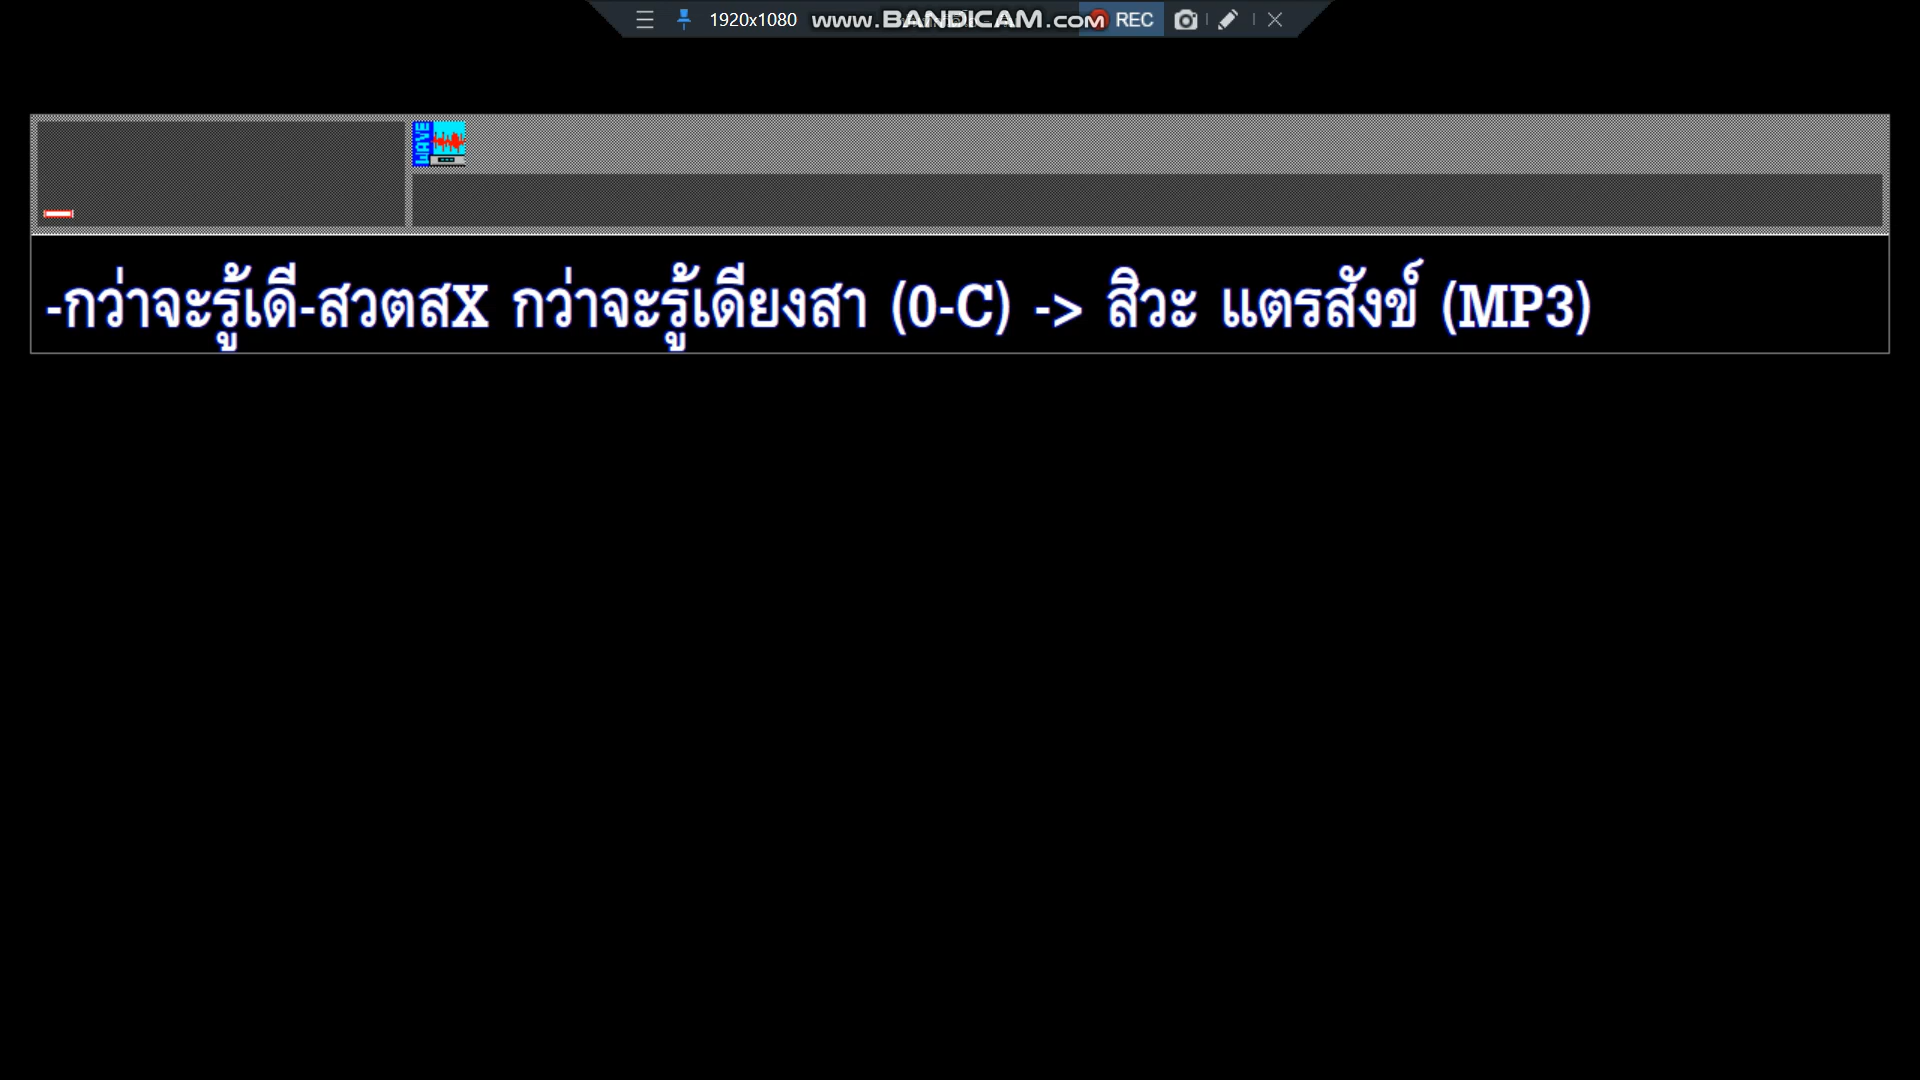 1920x1080 www.BANDICAM.com REC
WAVE
-กว่าจะรู้เดี-สวตสX กว่าจะรู้เดียงสา (0-C) -> สิวะ แตรสังข์ (MP3)